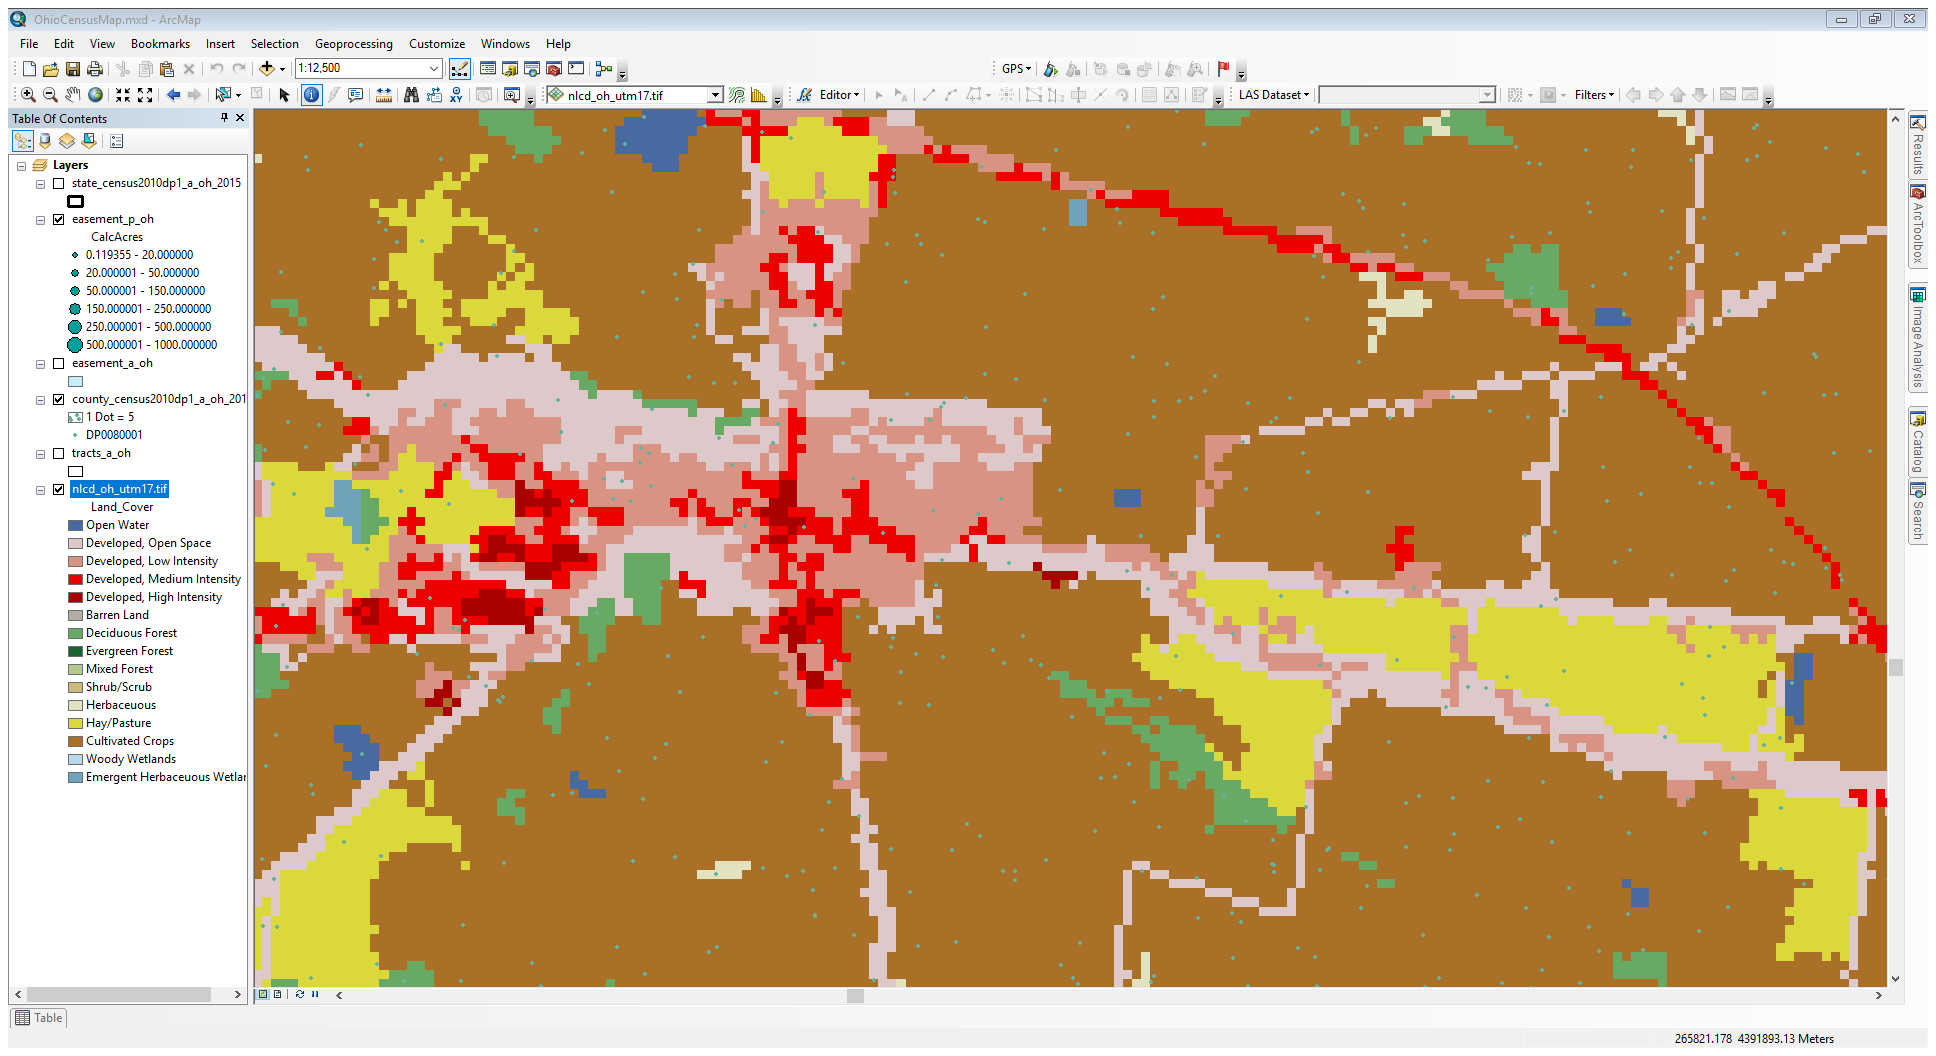 OhioCensusMap.mxd - ArcMap
File Edit View Bookmarks Insert Selection Geoprocessing Customize Windows Help
1:12,500 GPS
nlcd_oh_utm17.tif Editor LAS Dataset Filters
Table Of Contents
Layers
state_census2010dp1_a_oh_2015
easement_p_oh
CalcAcres
0.119355 - 20.000000
20.000001 - 50.000000
50.000001 - 150.000000
150.000001 - 250.000000
250.000001 - 500.000000
500.000001 - 1000.000000
easement_a_oh
county_census2010dp1_a_oh_201
1 Dot = 5
DP0080001
tracts_a_oh
nlcd_oh_utm17.tif
Land_Cover
Open Water
Developed, Open Space
Developed, Low Intensity
Developed, Medium Intensity
Developed, High Intensity
Barren Land
Deciduous Forest
Evergreen Forest
Mixed Forest
Shrub/Scrub
Herbaceuous
Hay/Pasture
Cultivated Crops
Woody Wetlands
Emergent Herbaceuous Wetlar
Results
ArcToolbox
Image Analysis
Catalog
Search
Table
265821.178 4391893.13 Meters